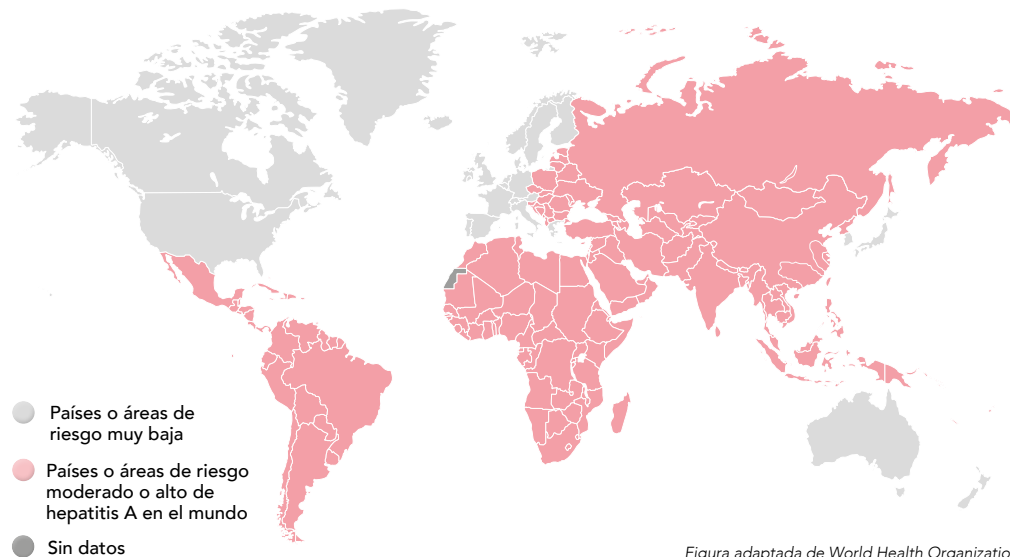 Países o áreas de
riesgo muy baja
Países o áreas de riesgo
moderado o alto de
hepatitis A en el mundo
Sin datos
Figura adaptada de World Health Organizatio